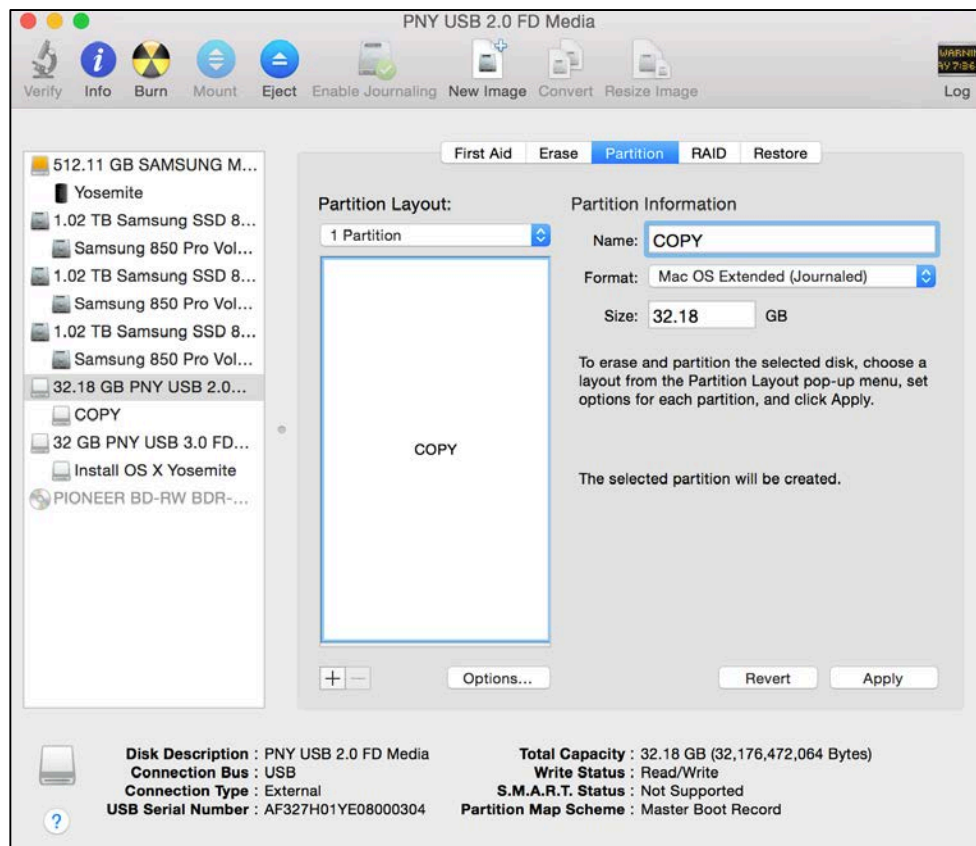 PNY USB 2.0 FD Media
WARNIN
AY 7:36
Verify Info Burn Mount Eject Enable Journaling New Image Convert Resize Image Log
512.11 GB SAMSUNG M...
Yosemite
1.02 TB Samsung SSD 8...
Samsung 850 Pro Vol...
1.02 TB Samsung SSD 8...
Samsung 850 Pro Vol...
1.02 TB Samsung SSD 8...
Samsung 850 Pro Vol...
32.18 GB PNY USB 2.0...
COPY
32 GB PNY USB 3.0 FD...
Install OS X Yosemite
PIONEER BD-RW BDR-...
First Aid Erase Partition RAID Restore
Partition Layout:
1 Partition
COPY
Options...
Partition Information
Name: COPY
Format: Mac OS Extended (Journaled)
Size: 32.18 GB
To erase and partition the selected disk, choose a
layout from the Partition Layout pop-up menu, set
options for each partition, and click Apply.
The selected partition will be created.
Revert Apply
Disk Description : PNY USB 2.0 FD Media
Connection Bus : USB
Connection Type : External
USB Serial Number : AF327H01YE08000304
Total Capacity : 32.18 GB (32,176,472,064 Bytes)
Write Status : Read/Write
S.M.A.R.T. Status : Not Supported
Partition Map Scheme : Master Boot Record
?